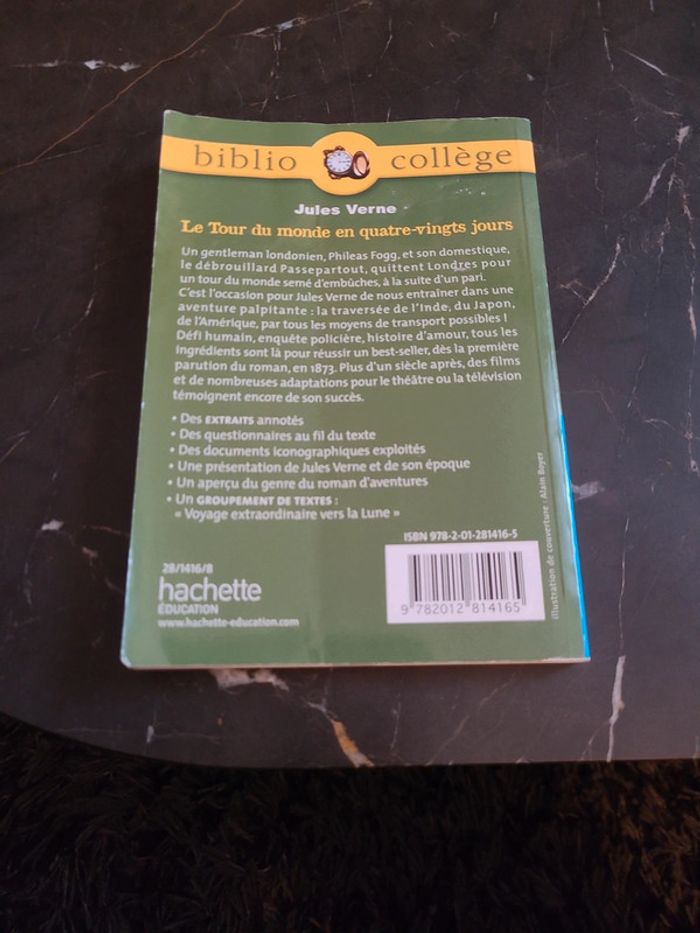 biblio collège
Jules Verne
Le Tour du monde en quatre-vingts jours
Un gentleman londonien, Phileas Fogg, et son domestique,
le débrouillard Passepartout, quittent Londres pour
un tour du monde semé d'embûches, à la suite d'un pari.
C'est l'occasion pour Jules Verne de nous entraîner dans une
aventure palpitante : la traversée de l'Inde, du Japon,
de l'Amérique, par tous les moyens de transport possibles !
Défi humain, enquête policière, histoire d'amour, tous les
ingrédients sont là pour réussir un best-seller, dès la première
parution du roman, en 1873. Plus d'un siècle après, des films
et de nombreuses adaptations pour le théâtre ou la télévision
témoignent encore de son succès.
• Des EXTRAITS annotés
• Des questionnaires au fil du texte
• Des documents iconographiques exploités
• Une présentation de Jules Verne et de son époque
• Un aperçu du genre du roman d'aventures
• Un GROUPEMENT DE TEXTES :
« Voyage extraordinaire vers la Lune »
ISBN 978-2-01-281416-5
28/1416/8
hachette
ÉDUCATION
www.hachette-education.com
9 782012 814165
Illustration de couverture : Alain Boyer